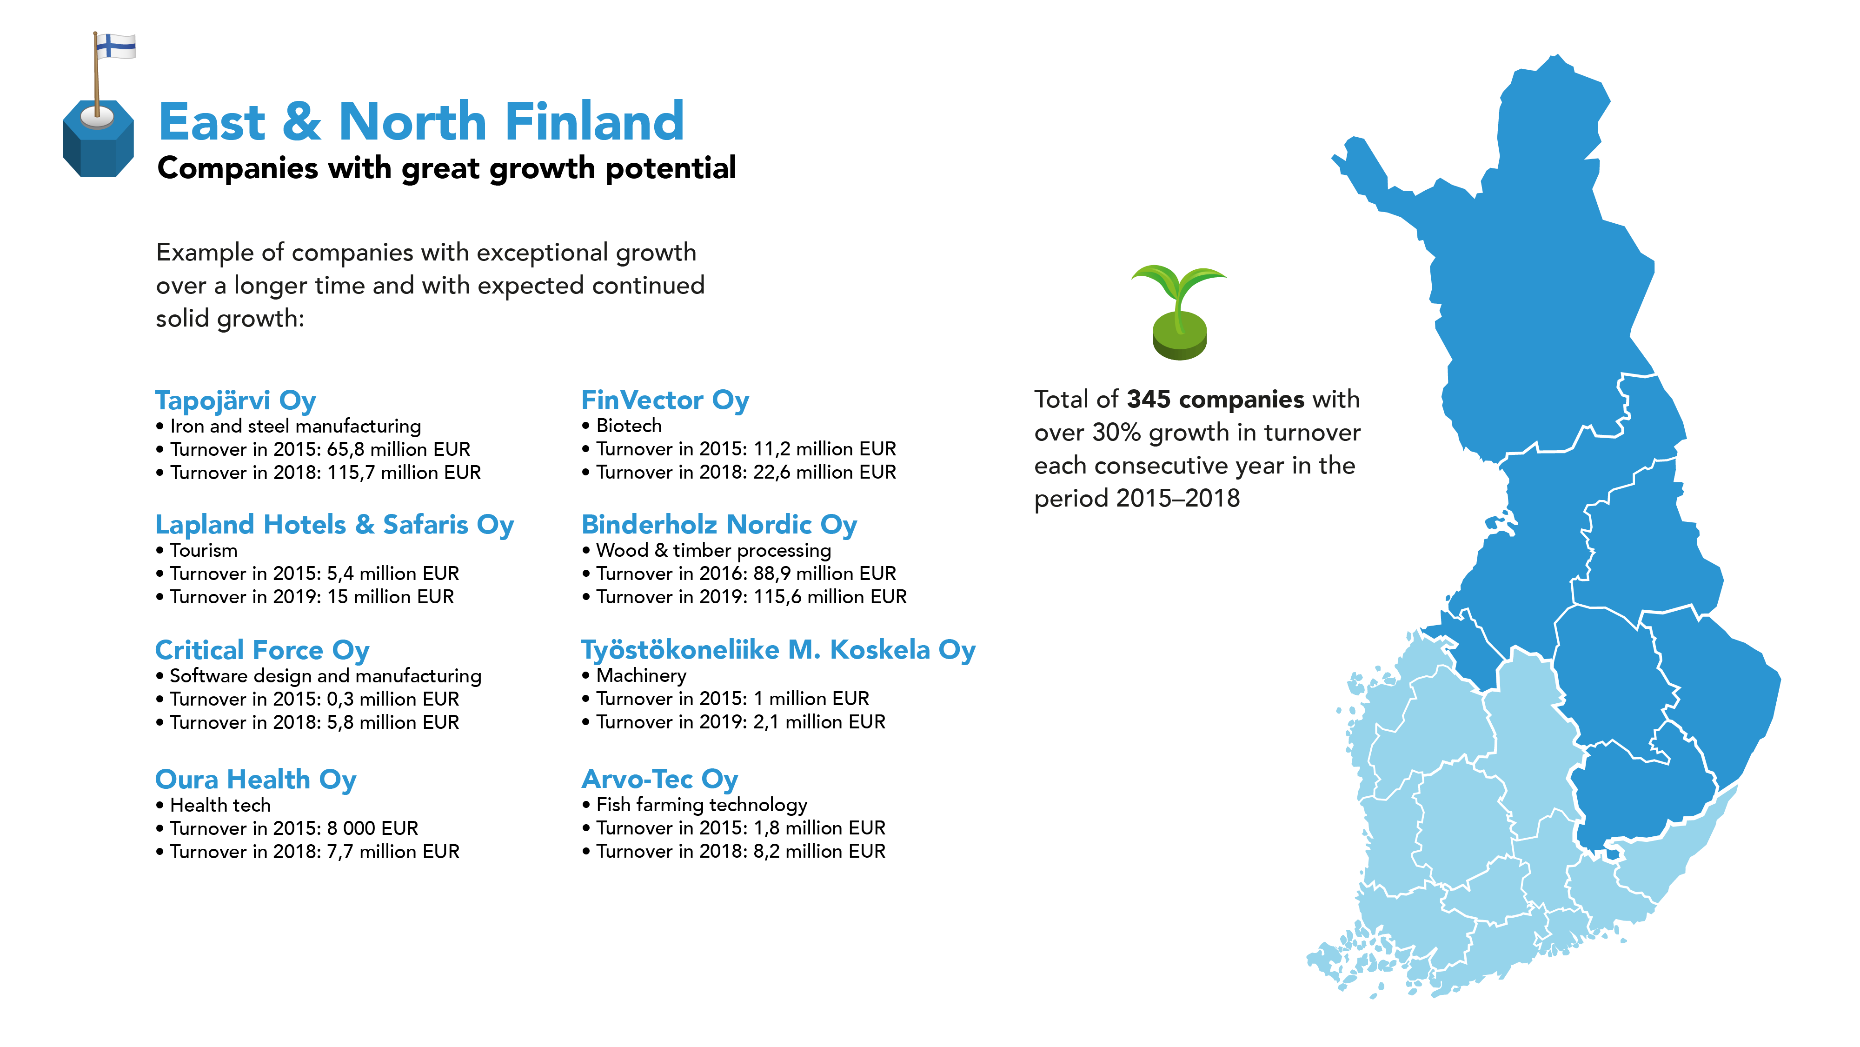 East & North Finland
Companies with great growth potential
Example of companies with exceptional growth
over a longer time and with expected continued
solid growth:
Tapojärvi Oy
• Iron and steel manufacturing
• Turnover in 2015: 65,8 million EUR
• Turnover in 2018: 115,7 million EUR
Lapland Hotels & Safaris Oy
• Tourism
• Turnover in 2015: 5,4 million EUR
• Turnover in 2019: 15 million EUR
Critical Force Oy
• Software design and manufacturing
• Turnover in 2015: 0,3 million EUR
• Turnover in 2018: 5,8 million EUR
Oura Health Oy
• Health tech
• Turnover in 2015: 8 000 EUR
• Turnover in 2018: 7,7 million EUR
FinVector Oy
• Biotech
• Turnover in 2015: 11,2 million EUR
• Turnover in 2018: 22,6 million EUR
Binderholz Nordic Oy
• Wood & timber processing
• Turnover in 2016: 88,9 million EUR
• Turnover in 2019: 115,6 million EUR
Työstökoneliike M. Koskela Oy
• Machinery
• Turnover in 2015: 1 million EUR
• Turnover in 2019: 2,1 million EUR
Arvo-Tec Oy
• Fish farming technology
• Turnover in 2015: 1,8 million EUR
• Turnover in 2018: 8,2 million EUR
Total of 345 companies with
over 30% growth in turnover
each consecutive year in the
period 2015–2018